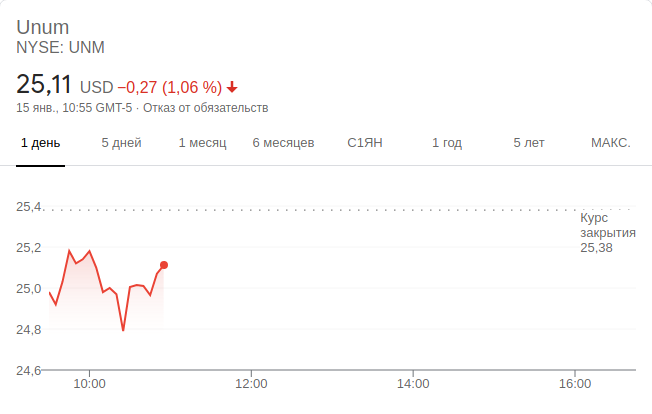 Unum
NYSE: UNM
25,11 USD −0,27 (1,06 %)
15 янв., 10:55 GMT-5 · Отказ от обязательств
1 день 5 дней 1 месяц 6 месяцев С1ЯН 1 год 5 лет МАКС.
25,4
Курс
закрытия
25,38
25,2
25,0
24,8
24,6
10:00 12:00 14:00 16:00